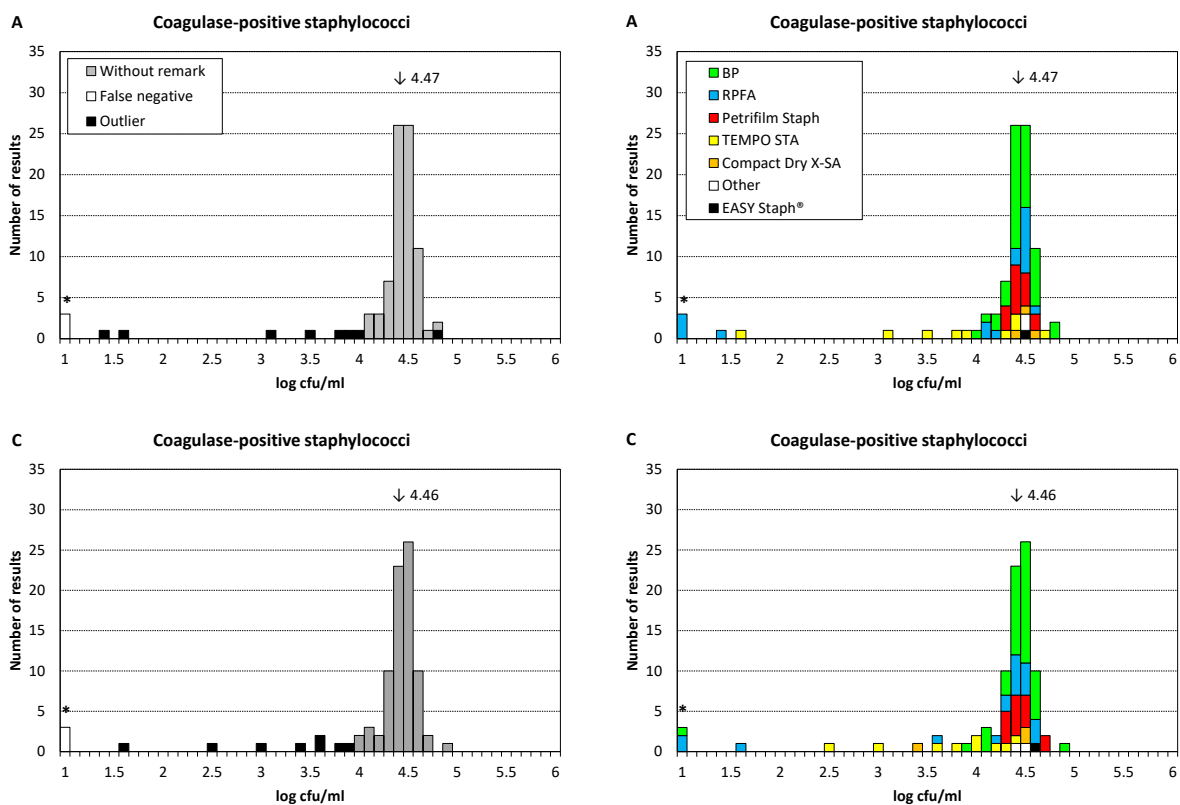 A Coagulase-positive staphylococci
Number of results
35
30
25
20
15
10
5
0
Without remark
False negative
Outlier
↓ 4.47
*
1 1.5 2 2.5 3 3.5 4 4.5 5 5.5 6
log cfu/ml
A Coagulase-positive staphylococci
Number of results
35
30
25
20
15
10
5
0
BP
RPFA
Petrifilm Staph
TEMPO STA
Compact Dry X-SA
Other
EASY Staph®
↓ 4.47
*
1 1.5 2 2.5 3 3.5 4 4.5 5 5.5 6
log cfu/ml
C Coagulase-positive staphylococci
Number of results
35
30
25
20
15
10
5
0
↓ 4.46
*
1 1.5 2 2.5 3 3.5 4 4.5 5 5.5 6
log cfu/ml
C Coagulase-positive staphylococci
Number of results
35
30
25
20
15
10
5
0
↓ 4.46
*
1 1.5 2 2.5 3 3.5 4 4.5 5 5.5 6
log cfu/ml